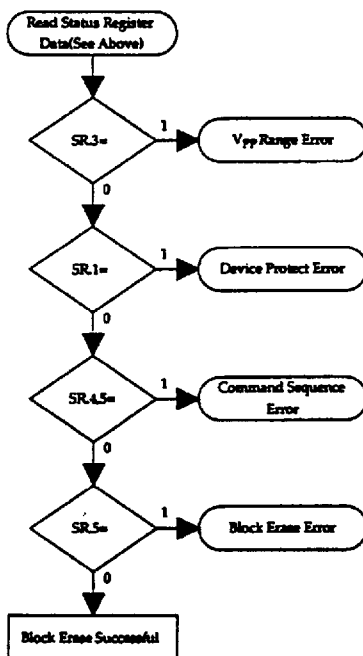 Read Status Register
Data(See Above)
SR.3=
1
VPP Range Error
0
SR.1=
1
Device Protect Error
0
SR.4,5=
1
Command Sequence
Error
0
SR.5=
1
Block Erase Error
0
Block Erase Successful